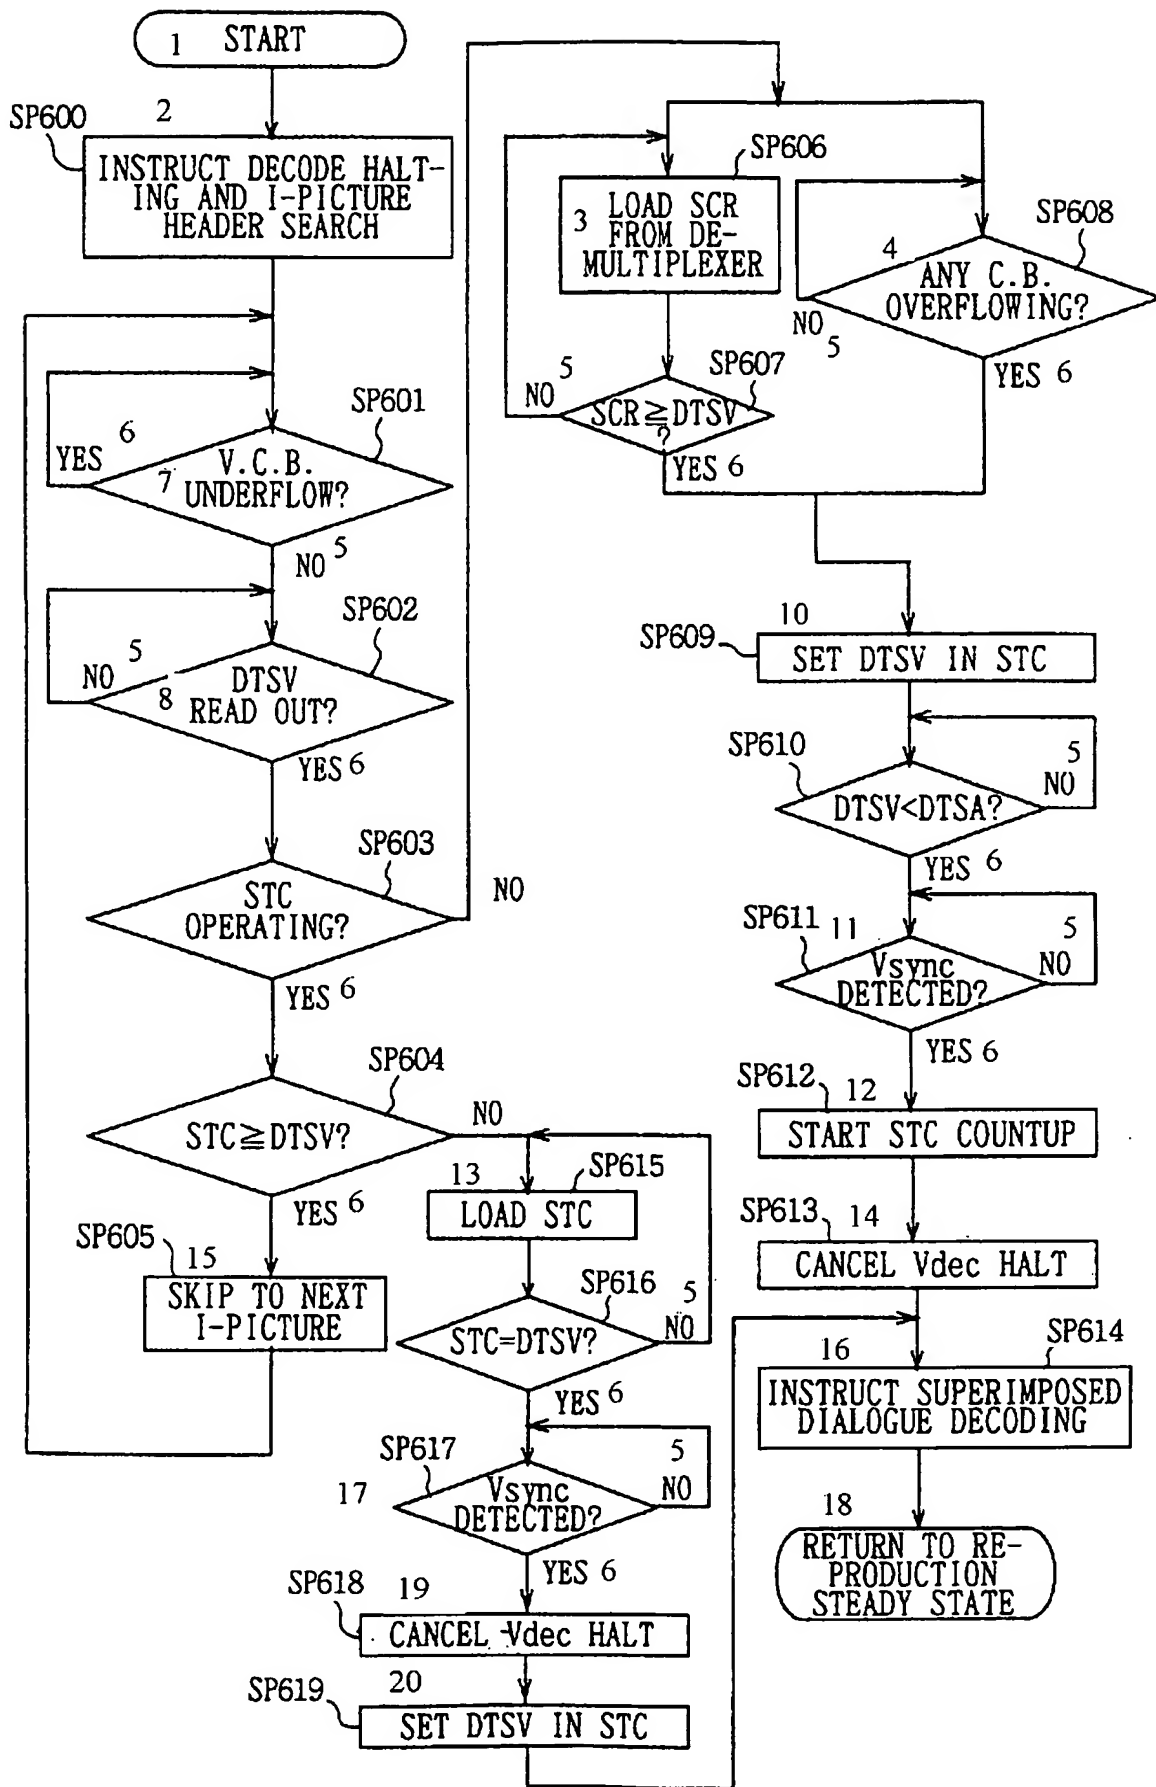 1 START
SP600
2
INSTRUCT DECODE HALT-
ING AND I-PICTURE
HEADER SEARCH
SP601
6
YES
7
V.C.B.
UNDERFLOW?
NO 5
SP602
5
NO
8
DTSV
READ OUT?
YES 6
SP603
STC
OPERATING?
NO
YES 6
SP604
STC≧DTSV?
NO
YES 6
SP605
15
SKIP TO NEXT
I-PICTURE
SP606
3
LOAD SCR
FROM DE-
MULTIPLEXER
SP607
5
NO
SCR≧DTSV
?
YES 6
SP608
4
ANY C.B.
OVERFLOWING?
NO 5
YES 6
SP609
10
SET DTSV IN STC
SP610
5
NO
DTSV<DTSA?
YES 6
SP611
11
5
NO
Vsync
DETECTED?
YES 6
SP612
12
START STC COUNTUP
SP613
14
CANCEL Vdec HALT
13
SP615
LOAD STC
SP616
5
NO
STC=DTSV?
YES 6
SP617
17
5
NO
Vsync
DETECTED?
YES 6
SP618
19
CANCEL Vdec HALT
SP619
20
SET DTSV IN STC
SP614
16
INSTRUCT SUPERIMPOSED
DIALOGUE DECODING
18
RETURN TO RE-
PRODUCTION
STEADY STATE